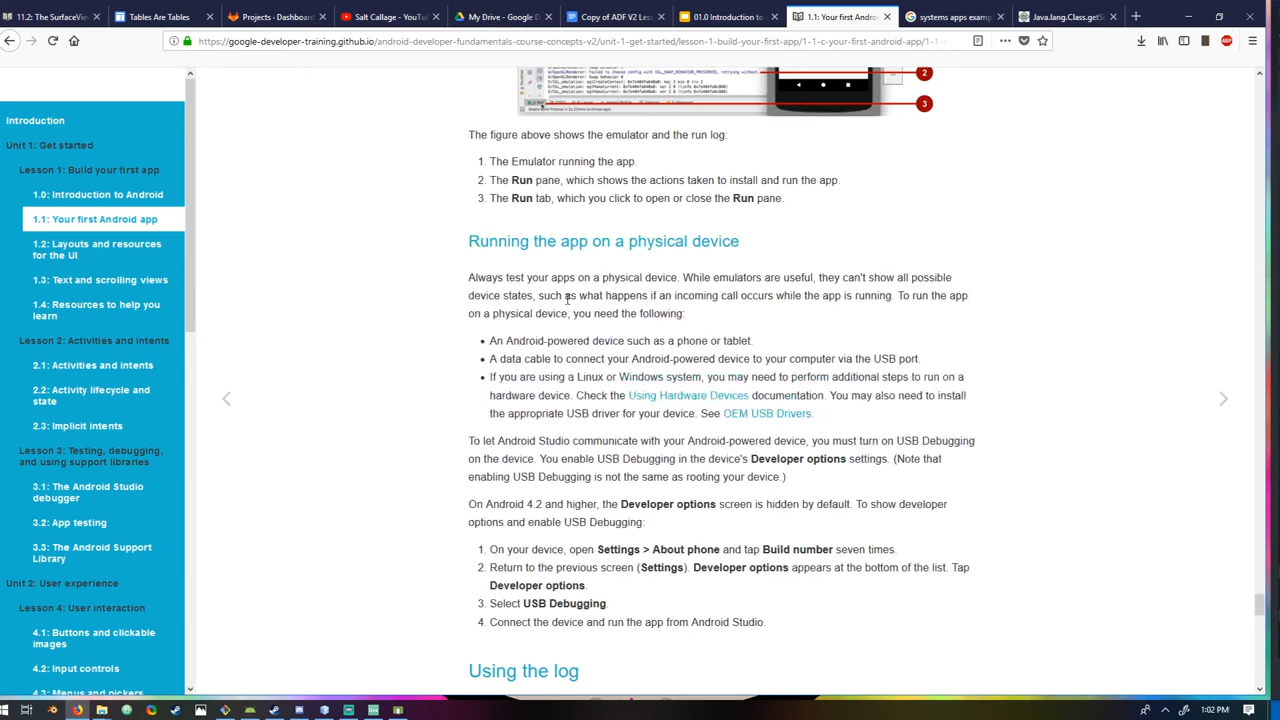 11.2: The SurfaceView
Tables Are Tables
Projects · Dashboard
Salt Callage - YouTu
My Drive - Google D
Copy of ADF V2 Les
01.0 Introduction to
1.1: Your first Android
systems apps examp
Java.lang.Class.getSi
https://google-developer-training.github.io/android-developer-fundamentals-course-concepts-v2/unit-1-get-started/lesson-1-build-your-first-app/1-1-c-your-first-android-app/1-1-
Introduction
Unit 1: Get started
Lesson 1: Build your first app
1.0: Introduction to Android
1.1: Your first Android app
1.2: Layouts and resources
for the UI
1.3: Text and scrolling views
1.4: Resources to help you
learn
Lesson 2: Activities and intents
2.1: Activities and intents
2.2: Activity lifecycle and
state
2.3: Implicit intents
Lesson 3: Testing, debugging,
and using support libraries
3.1: The Android Studio
debugger
3.2: App testing
3.3: The Android Support
Library
Unit 2: User experience
Lesson 4: User interaction
4.1: Buttons and clickable
images
4.2: Input controls
4.3: Menus and pickers
2
3
The figure above shows the emulator and the run log:
1. The Emulator running the app.
2. The Run pane, which shows the actions taken to install and run the app.
3. The Run tab, which you click to open or close the Run pane.
Running the app on a physical device
Always test your apps on a physical device. While emulators are useful, they can't show all possible
device states, such as what happens if an incoming call occurs while the app is running. To run the app
on a physical device, you need the following:
• An Android-powered device such as a phone or tablet.
• A data cable to connect your Android-powered device to your computer via the USB port.
• If you are using a Linux or Windows system, you may need to perform additional steps to run on a
hardware device. Check the Using Hardware Devices documentation. You may also need to install
the appropriate USB driver for your device. See OEM USB Drivers.
To let Android Studio communicate with your Android-powered device, you must turn on USB Debugging
on the device. You enable USB Debugging in the device's Developer options settings. (Note that
enabling USB Debugging is not the same as rooting your device.)
On Android 4.2 and higher, the Developer options screen is hidden by default. To show developer
options and enable USB Debugging:
1. On your device, open Settings > About phone and tap Build number seven times.
2. Return to the previous screen (Settings). Developer options appears at the bottom of the list. Tap
Developer options.
3. Select USB Debugging.
4. Connect the device and run the app from Android Studio.
Using the log
1:02 PM